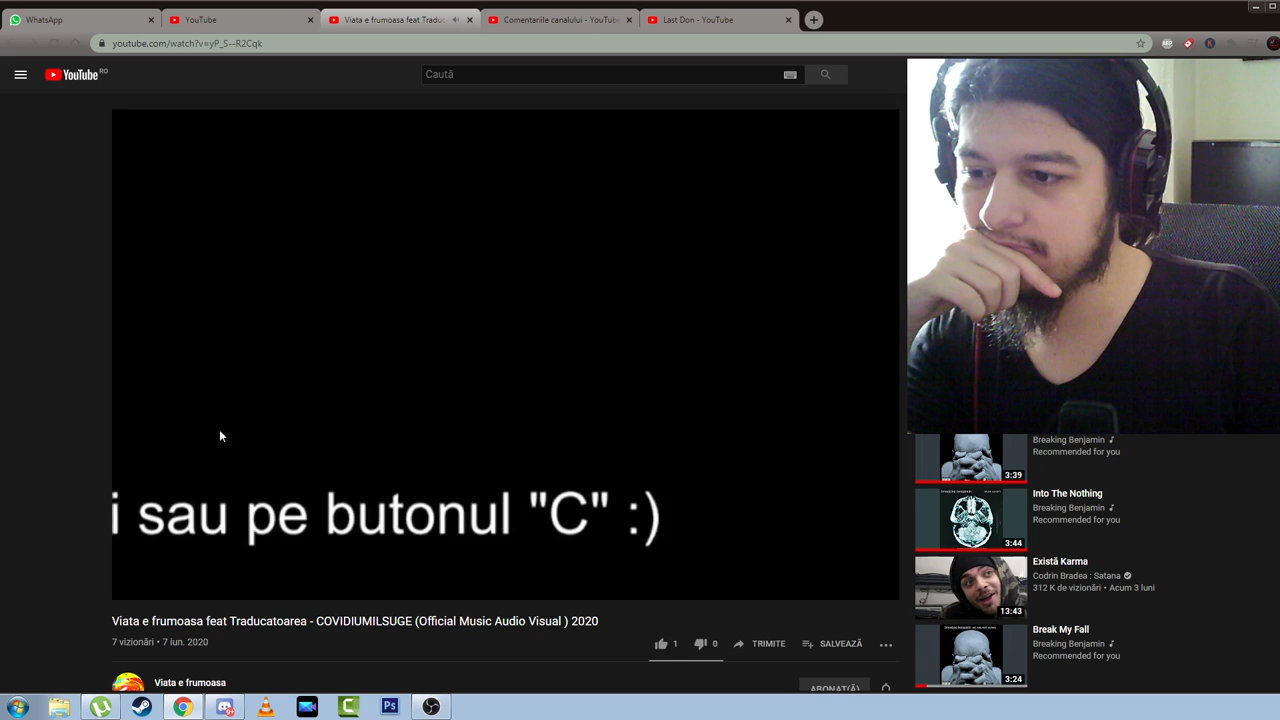 WhatsApp
YouTube
Viata e frumoasa feat Traduc
Comentariile canalului - YouTube
Last Don - YouTube
youtube.com/watch?v=yP_S--R2Cqk
YouTube RO
Caută
i sau pe butonul "C" :)
Viata e frumoasa feat Traducatoarea - COVIDIUMILSUGE (Official Music Audio Visual ) 2020
7 vizionări • 7 iun. 2020
1
0
TRIMITE
SALVEAZĂ
Viata e frumoasa
ABONAT(Ă)
Breaking Benjamin
Recommended for you
3:39
Into The Nothing
Breaking Benjamin
Recommended for you
3:44
Există Karma
Codrin Bradea : Satana
312 K de vizionări • Acum 3 luni
13:43
Break My Fall
Breaking Benjamin
Recommended for you
3:24